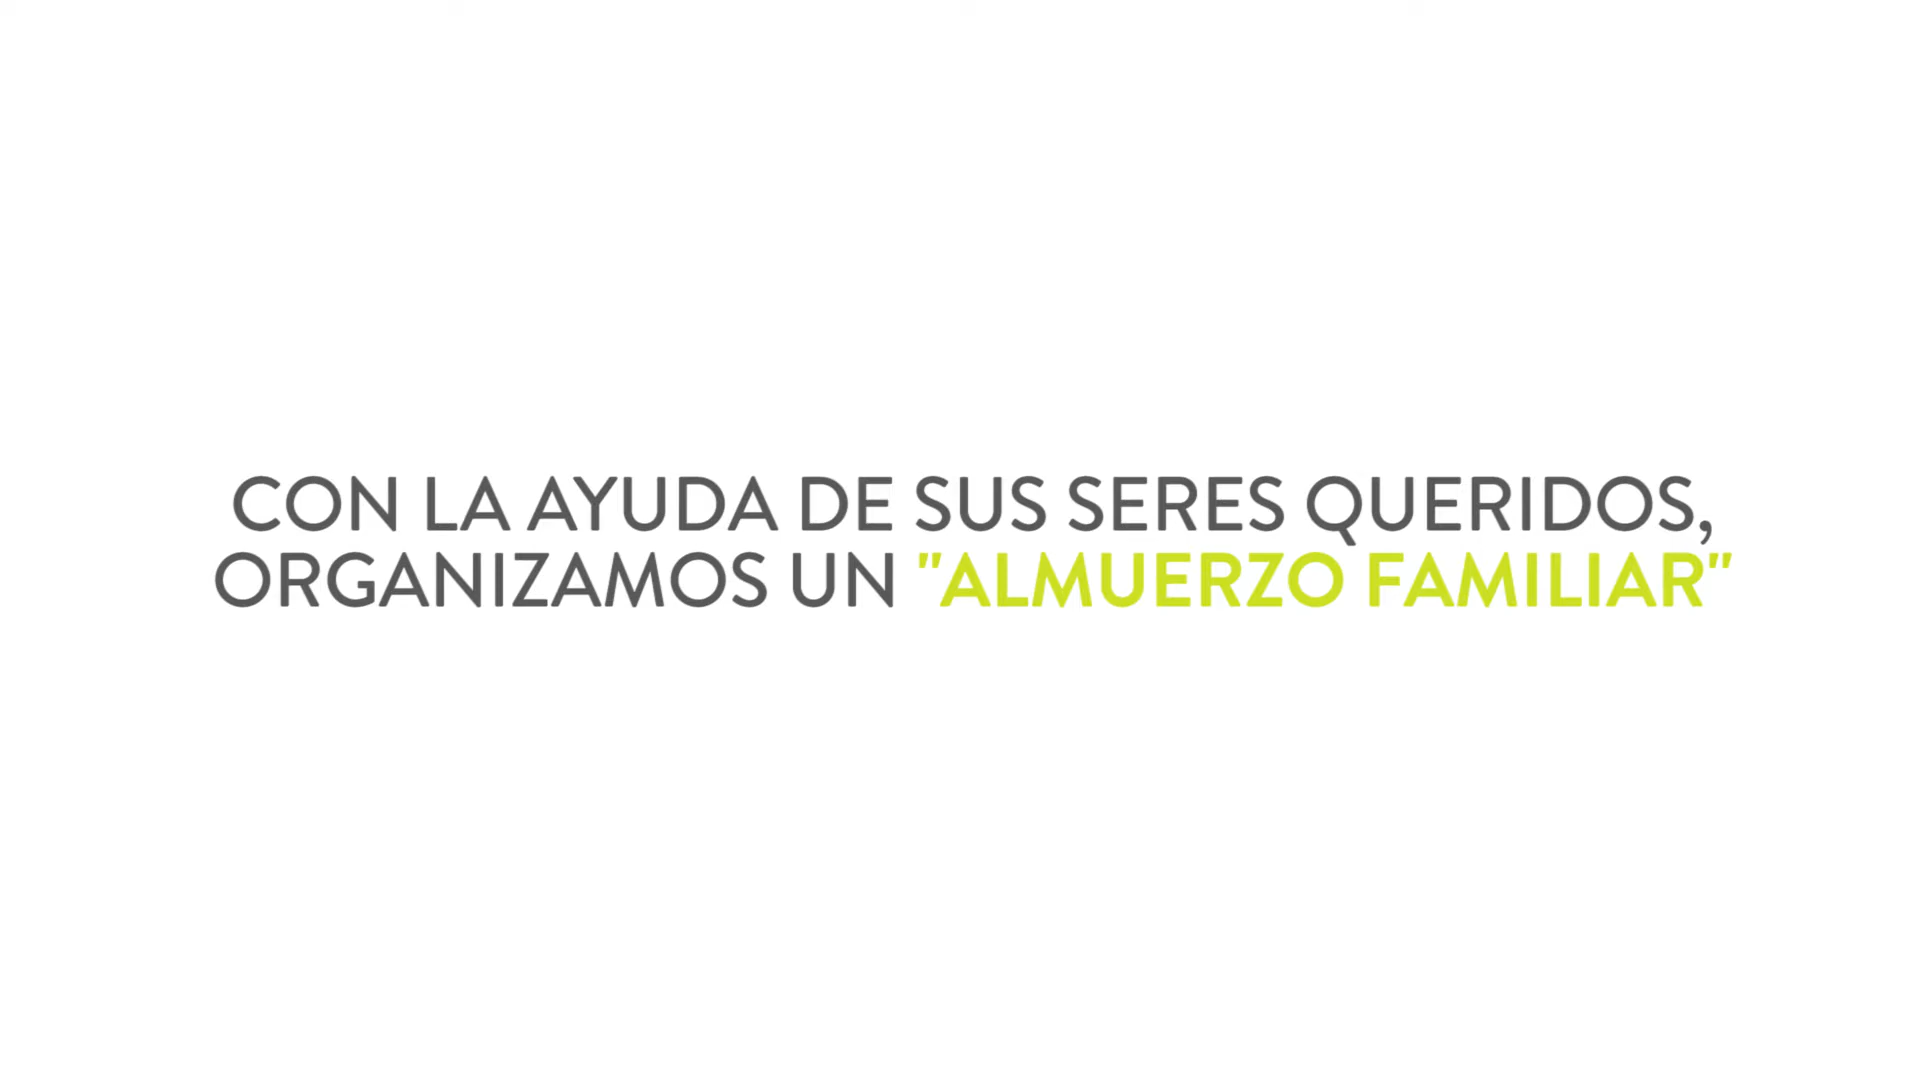 CON LA AYUDA DE SUS SERES QUERIDOS,
ORGANIZAMOS UN "ALMUERZO FAMILIAR"